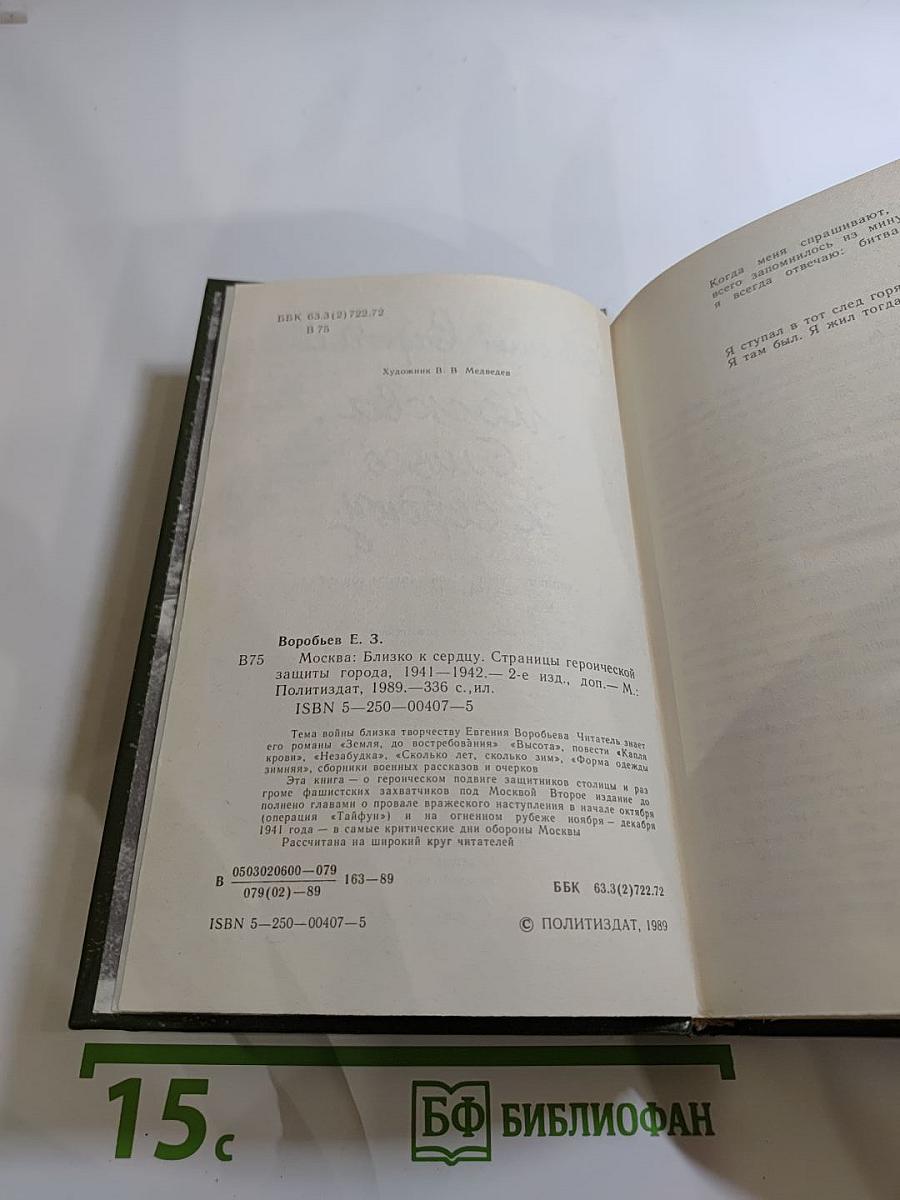 ББК 63.3(2)722.72
В 75
Художник В. В Медведев
Воробьев Е. З.
В75 Москва: Близко к сердцу. Страницы героической
защиты города, 1941—1942.— 2-е изд., доп.— М.:
Политиздат, 1989.—336 с.,ил.
ISBN 5—250—00407—5
Тема войны близка творчеству Евгения Воробьева Читатель знает
его романы «Земля, до востребования» «Высота», повести «Капля
крови», «Незабудка», «Сколько лет, сколько зим», «Форма одежды
зимняя», сборники военных рассказов и очерков
Эта книга — о героическом подвиге защитников столицы и раз
громе фашистских захватчиков под Москвой Второе издание до
полнено главами о провале вражеского наступления в начале октября
(операция «Тайфун») и на огненном рубеже ноября — декабря
1941 года — в самые критические дни обороны Москвы
Рассчитана на широкий круг читателей
В 0503020600—079
079(02)—89 163—89
ББК 63.3(2)722.72
ISBN 5—250—00407—5
© ПОЛИТИЗДАТ, 1989
Когда меня спрашивают,
всего запомнилось из мину
я всегда отвечаю: битва
Я ступал в тот след горя
Я там был. Я жил тогда
15 с
БФ БИБЛИОФАН